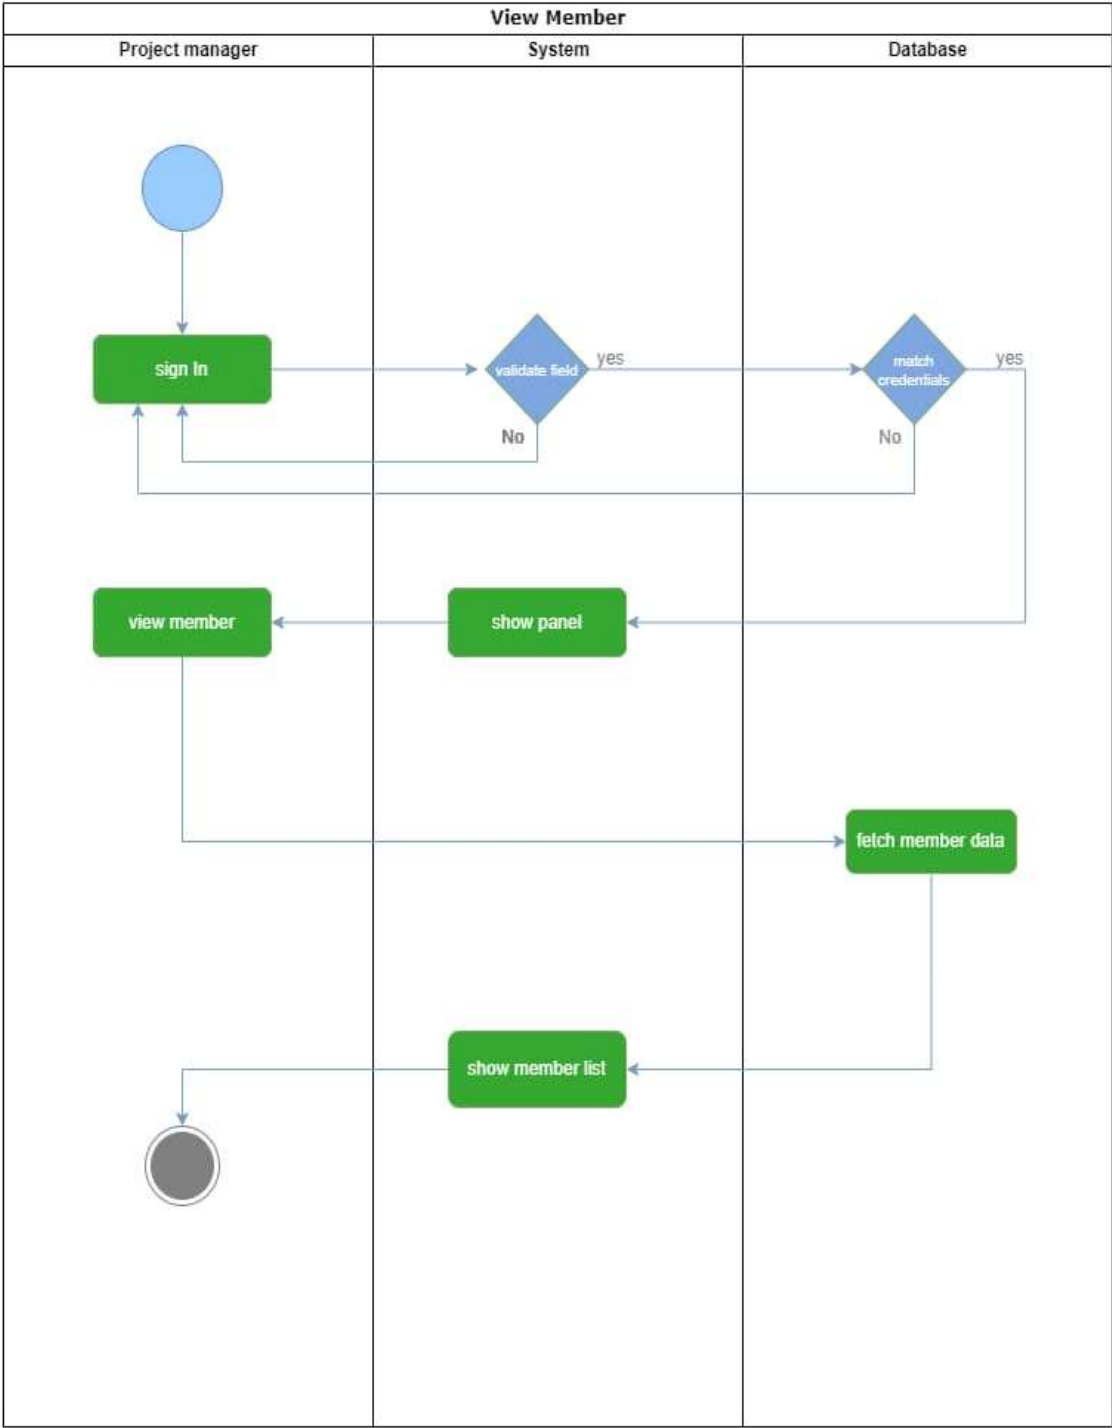 View Member
Project manager
System
Database
sign In
validate field
yes
match
credentials
yes
No
No
view member
show panel
fetch member data
show member list